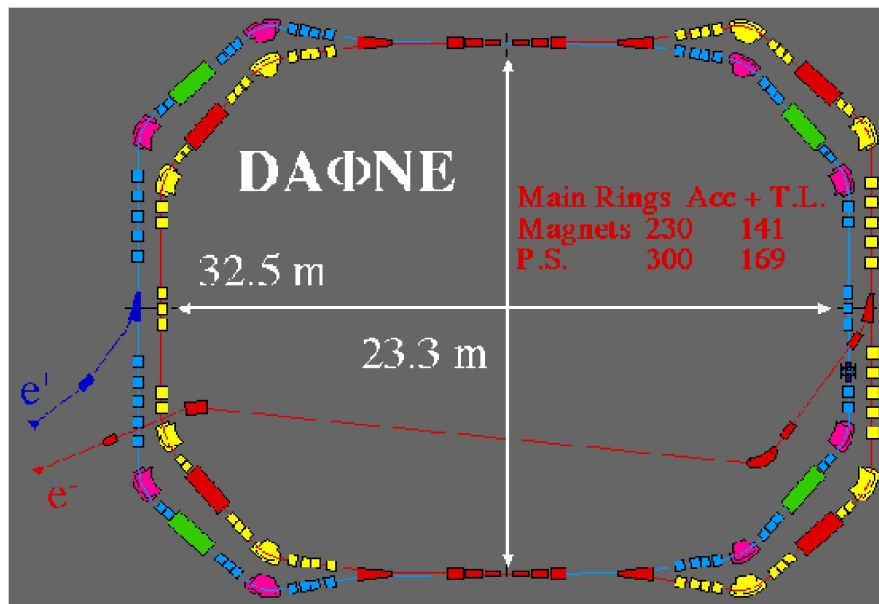 DAΦNE
Main Rings Acc + T.L.
Magnets 230 141
P.S. 300 169
32.5 m
23.3 m
e+
e-